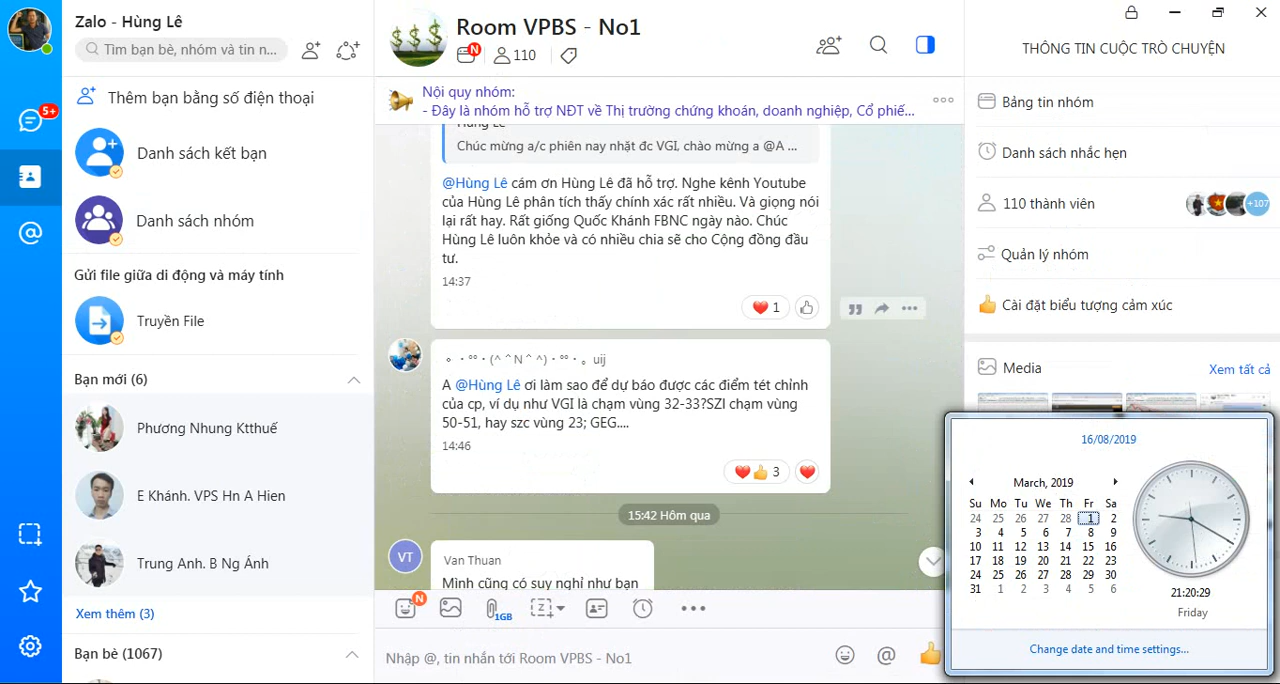 Zalo - Hùng Lê
Tìm bạn bè, nhóm và tin n...
5+
Thêm bạn bằng số điện thoại
Danh sách kết bạn
Danh sách nhóm
Gửi file giữa di động và máy tính
Truyền File
Bạn mới (6)
Phương Nhung Ktthuế
E Khánh. VPS Hn A Hien
Trung Anh. B Ng Ánh
Xem thêm (3)
Bạn bè (1067)
Room VPBS - No1
N
110
Nội quy nhóm:
- Đây là nhóm hỗ trợ NĐT về Thị trường chứng khoán, doanh nghiệp, Cổ phiế...
Hùng Lê
Chúc mừng a/c phiên nay nhặt đc VGI, chào mừng a @A ...
@Hùng Lê cám ơn Hùng Lê đã hỗ trợ. Nghe kênh Youtube
của Hùng Lê phân tích thấy chính xác rất nhiều. Và giọng nói
lại rất hay. Rất giống Quốc Khánh FBNC ngày nào. Chúc
Hùng Lê luôn khỏe và có nhiều chia sẽ cho Cộng đồng đầu
tư.
14:37
1
∘ ･ﾟﾟ･(^ ^N^ ^)･ﾟﾟ･ 。uij
A @Hùng Lê ơi làm sao để dự báo được các điểm tét chỉnh
của cp, ví dụ như VGI là chạm vùng 32-33?SZI chạm vùng
50-51, hay szc vùng 23; GEG....
14:46
3
15:42 Hôm qua
VT
Van Thuan
Mình cũng có suy nghỉ như bạn
N
1GB
Nhập @, tin nhắn tới Room VPBS - No1
THÔNG TIN CUỘC TRÒ CHUYỆN
Bảng tin nhóm
Danh sách nhắc hẹn
110 thành viên
+107
Quản lý nhóm
Cài đặt biểu tượng cảm xúc
Media
Xem tất cả
16/08/2019
March, 2019
Su Mo Tu We Th Fr Sa
24 25 26 27 28 1 2
3 4 5 6 7 8 9
10 11 12 13 14 15 16
17 18 19 20 21 22 23
24 25 26 27 28 29 30
31 1 2 3 4 5 6
21:20:29
Friday
Change date and time settings...